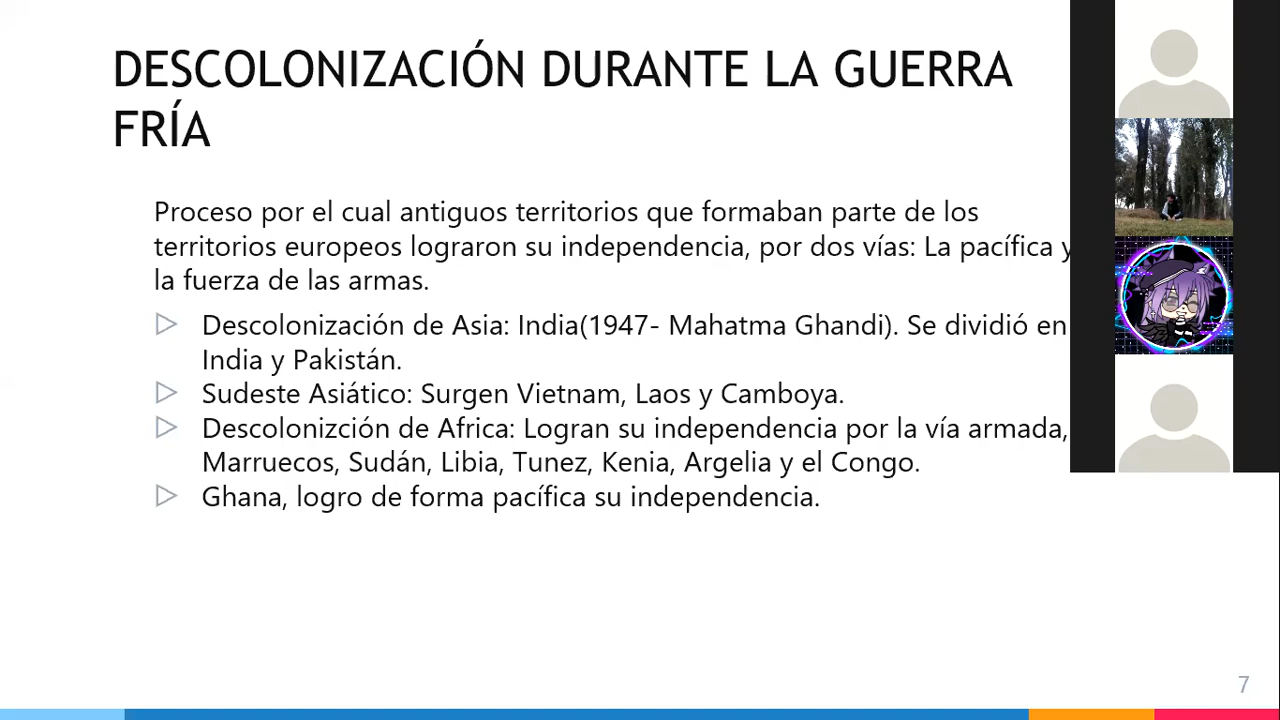 DESCOLONIZACIÓN DURANTE LA GUERRA
FRÍA
Proceso por el cual antiguos territorios que formaban parte de los
territorios europeos lograron su independencia, por dos vías: La pacífica y
la fuerza de las armas.
Descolonización de Asia: India(1947- Mahatma Ghandi). Se dividió en
India y Pakistán.
Sudeste Asiático: Surgen Vietnam, Laos y Camboya.
Descolonizción de Africa: Logran su independencia por la vía armada,
Marruecos, Sudán, Libia, Tunez, Kenia, Argelia y el Congo.
Ghana, logro de forma pacífica su independencia.
7